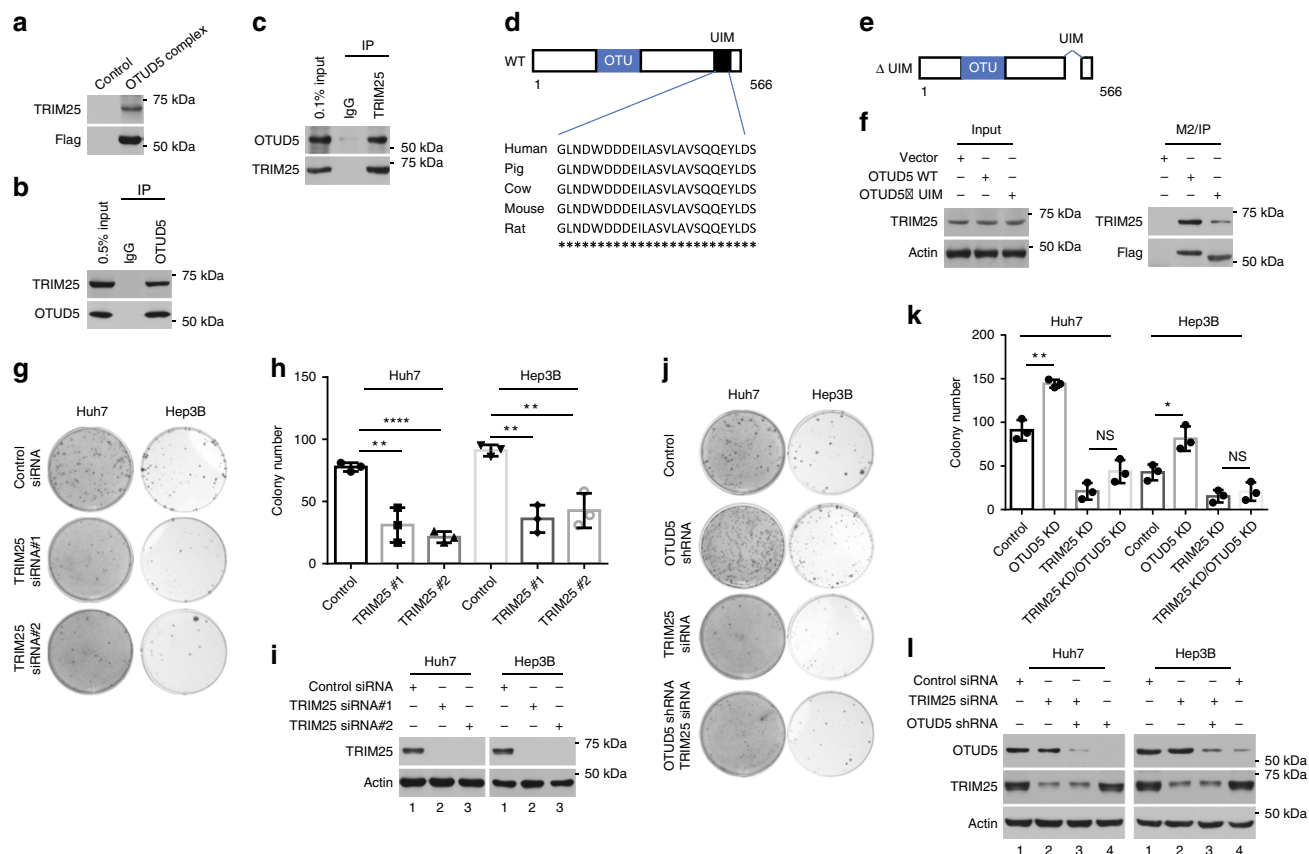 a
Control
OTUD5 complex
TRIM25
75 kDa
Flag
50 kDa
b
IP
0.5% input
IgG
OTUD5
TRIM25
75 kDa
OTUD5
50 kDa
c
IP
0.1% input
IgG
TRIM25
OTUD5
50 kDa
75 kDa
TRIM25
d
UIM
WT
OTU
1
566
Human GLNDWDDDEILASVLAVSQQEYLDS
Pig GLNDWDDDEILASVLAVSQQEYLDS
Cow GLNDWDDDEILASVLAVSQQEYLDS
Mouse GLNDWDDDEILASVLAVSQQEYLDS
Rat GLNDWDDDEILASVLAVSQQEYLDS
*************************
e
UIM
Δ UIM
OTU
1
566
f
Input
M2/IP
Vector + – – + – –
OTUD5 WT – + – – + –
OTUD5 UIM – – + – – +
TRIM25
75 kDa
TRIM25
75 kDa
Actin
50 kDa
Flag
50 kDa
g
Huh7
Hep3B
Control
siRNA
TRIM25
siRNA#1
TRIM25
siRNA#2
h
150
100
50
0
Colony number
Huh7
Hep3B
****
**
**
**
Control
TRIM25 #1
TRIM25 #2
Control
TRIM25 #1
TRIM25 #2
i
Huh7
Hep3B
Control siRNA + – – + – –
TRIM25 siRNA#1 – + – – + –
TRIM25 siRNA#2 – – + – – +
TRIM25
75 kDa
Actin
50 kDa
1 2 3 1 2 3
j
Huh7
Hep3B
Control
OTUD5
shRNA
TRIM25
siRNA
OTUD5 shRNA
TRIM25 siRNA
k
200
150
100
50
0
Colony number
Huh7
Hep3B
**
NS
*
NS
Control
OTUD5 KD
TRIM25 KD
TRIM25 KD/OTUD5 KD
Control
OTUD5 KD
TRIM25 KD
TRIM25 KD/OTUD5 KD
l
Huh7
Hep3B
Control siRNA + – – – + – – +
TRIM25 siRNA – + + – – + + –
OTUD5 shRNA – – + + – – + –
OTUD5
50 kDa
75 kDa
TRIM25
50 kDa
Actin
1 2 3 4 1 2 3 4